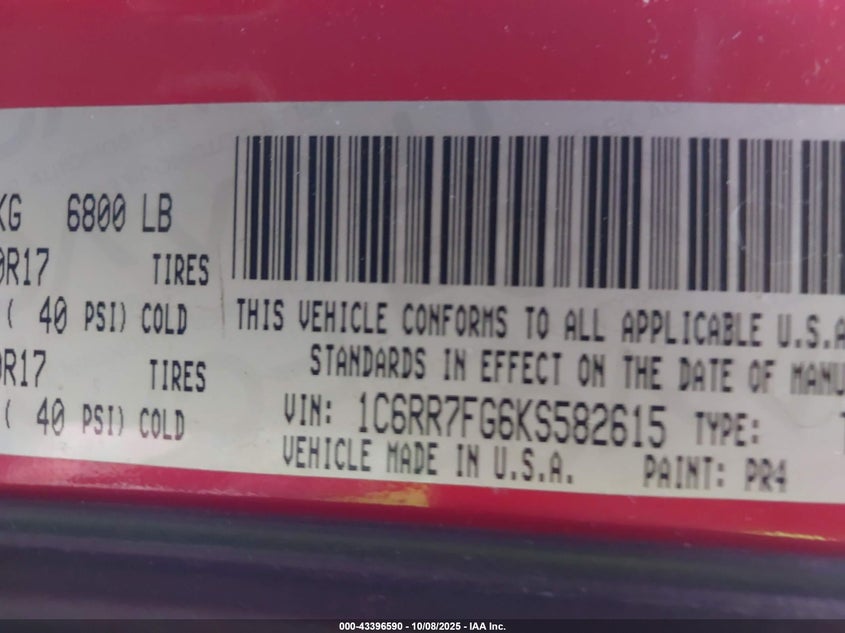 KG 6800 LB
0R17 TIRES
( 40 PSI) COLD
0R17 TIRES
( 40 PSI) COLD
THIS VEHICLE CONFORMS TO ALL APPLICABLE U.S.A
STANDARDS IN EFFECT ON THE DATE OF MANU
VIN: 1C6RR7FG6KS582615 TYPE: T
VEHICLE MADE IN U.S.A. PAINT: PR4
000-43396590 - 10/08/2025 - IAA Inc.